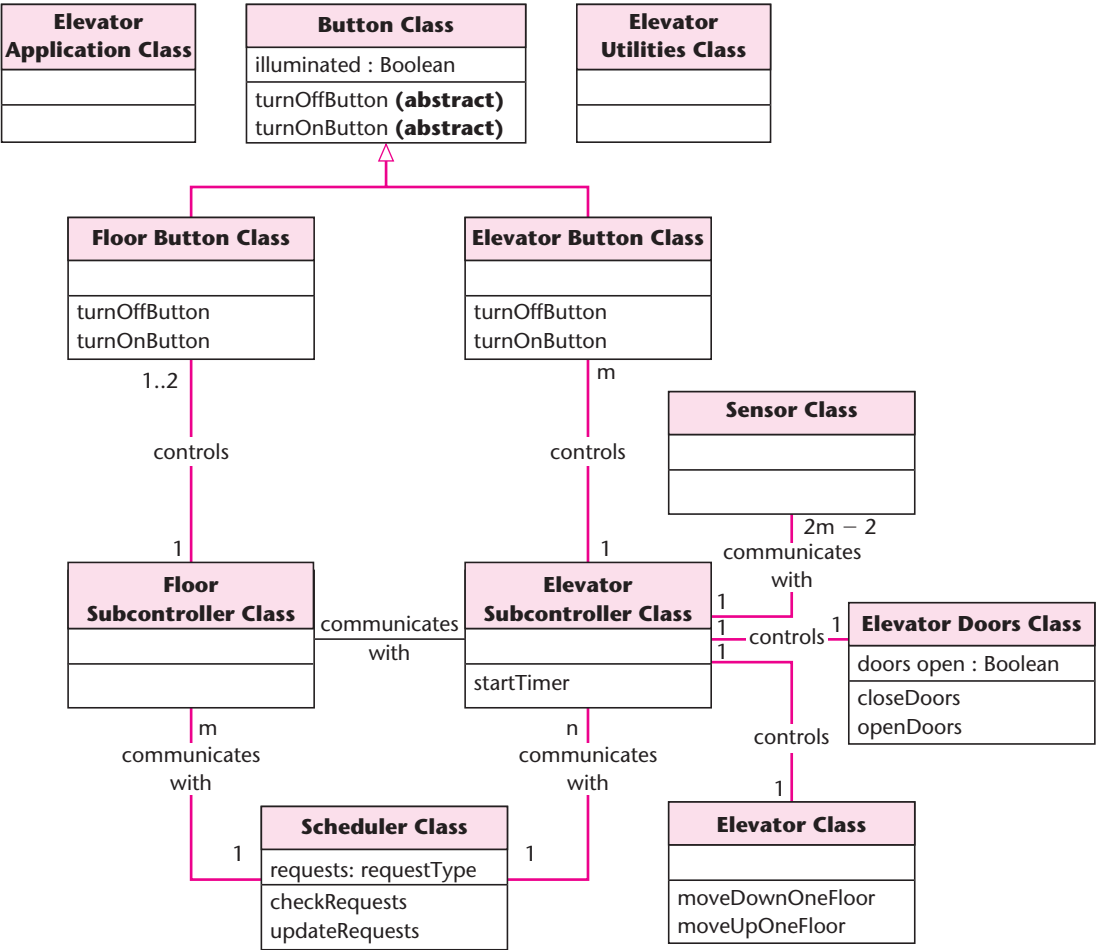 Elevator
Application Class
Button Class
illuminated : Boolean
turnOffButton (abstract)
turnOnButton (abstract)
Elevator
Utilities Class
Floor Button Class
turnOffButton
turnOnButton
Elevator Button Class
turnOffButton
turnOnButton
1..2
controls
1
m
controls
1
Sensor Class
2m − 2
communicates
with
1
Floor
Subcontroller Class
communicates
with
Elevator
Subcontroller Class
startTimer
1
controls
1
Elevator Doors Class
doors open : Boolean
closeDoors
openDoors
1
controls
1
Elevator Class
moveDownOneFloor
moveUpOneFloor
m
communicates
with
1
n
communicates
with
1
Scheduler Class
requests: requestType
checkRequests
updateRequests